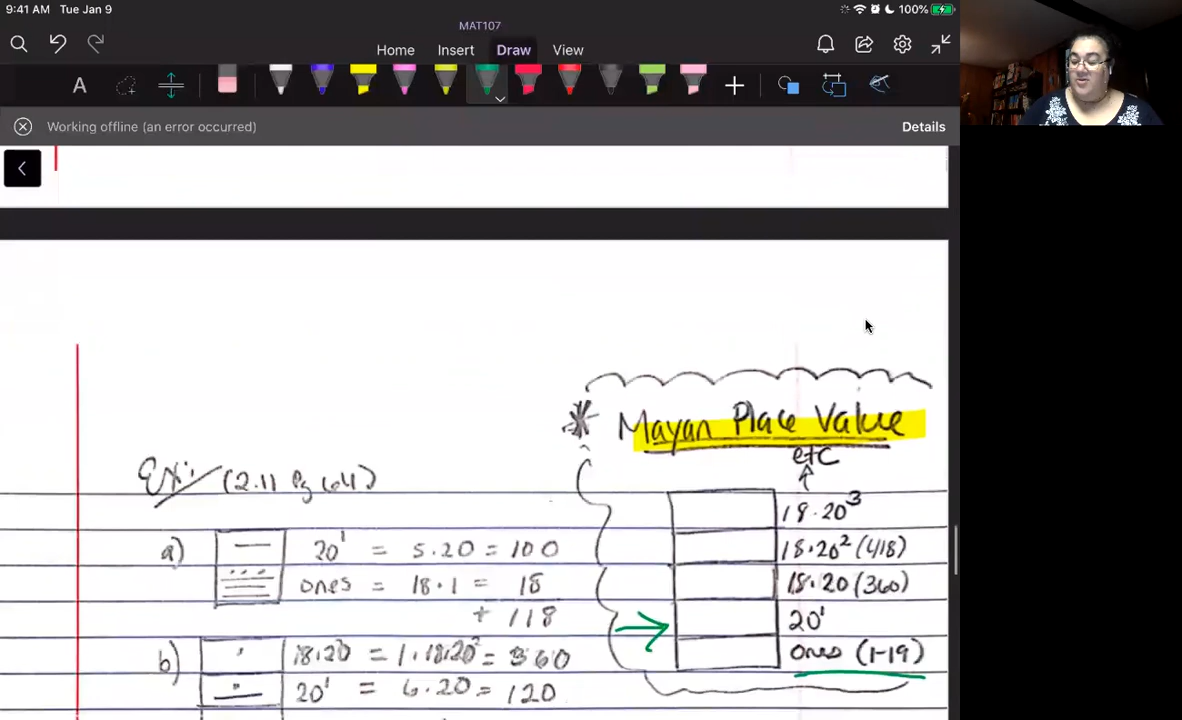 9:41 AM Tue Jan 9
100%
MAT107
Home Insert Draw View
A
Working offline (an error occurred)
Details
* Mayan Place Value
etc
18·20³
18·20² (418)
18·20 (360)
20¹
ones (1-19)
Ex:/ (2.11 Pg 64)
a) 20¹ = 5·20 = 100
ones = 18·1 = 18
+ 118
b) 18·20 = 1·18·20² = 360
20¹ = 6·20 = 120